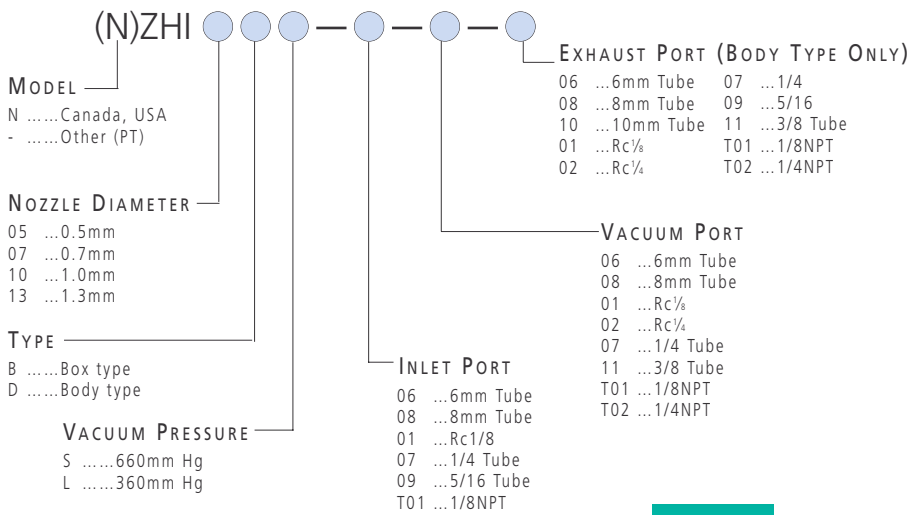 (N)ZHI — — —
MODEL
N ......Canada, USA
- ......Other (PT)
NOZZLE DIAMETER
05 ...0.5mm
07 ...0.7mm
10 ...1.0mm
13 ...1.3mm
TYPE
B ......Box type
D ......Body type
VACUUM PRESSURE
S ......660mm Hg
L ......360mm Hg
INLET PORT
06 ...6mm Tube
08 ...8mm Tube
01 ...Rc1/8
07 ...1/4 Tube
09 ...5/16 Tube
T01 ...1/8NPT
VACUUM PORT
06 ...6mm Tube
08 ...8mm Tube
01 ...Rc⅛
02 ...Rc¼
07 ...1/4 Tube
11 ...3/8 Tube
T01 ...1/8NPT
T02 ...1/4NPT
EXHAUST PORT (BODY TYPE ONLY)
06 ...6mm Tube 07 ...1/4
08 ...8mm Tube 09 ...5/16
10 ...10mm Tube 11 ...3/8 Tube
01 ...Rc⅛ T01 ...1/8NPT
02 ...Rc¼ T02 ...1/4NPT